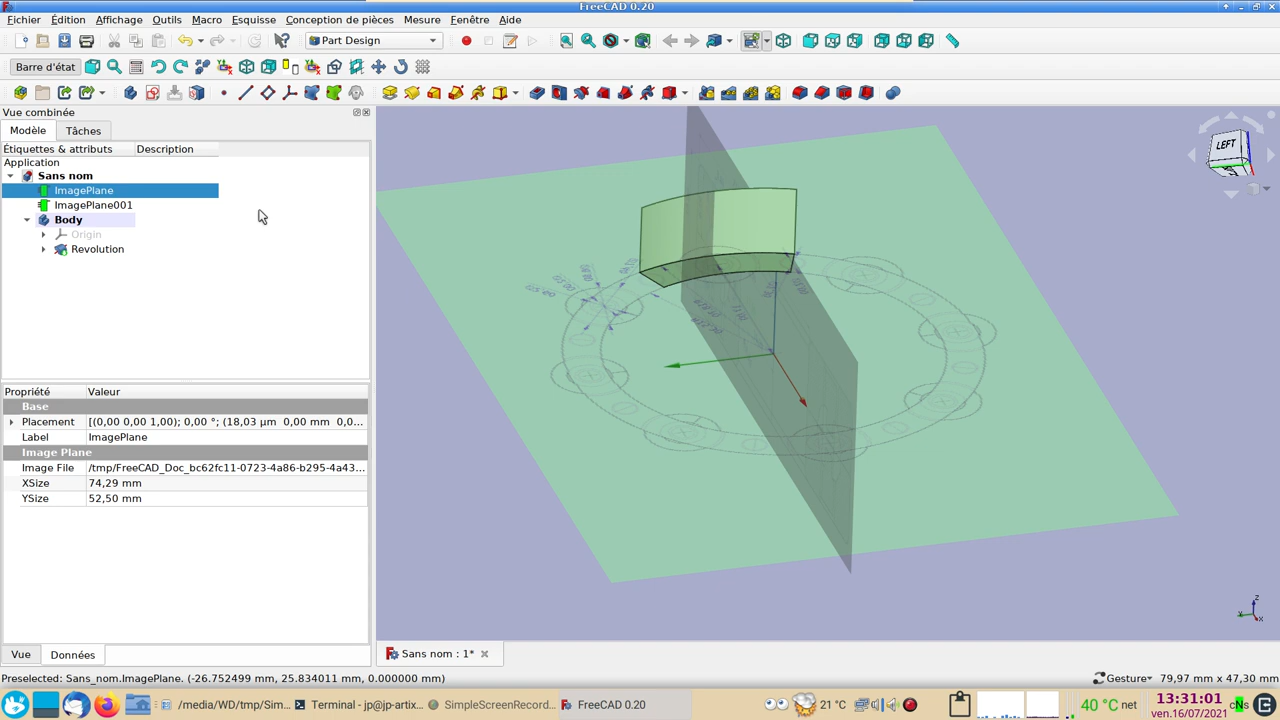 FreeCAD 0.20
Fichier Édition Affichage Outils Macro Esquisse Conception de pièces Mesure Fenêtre Aide
Part Design
Barre d'état
Vue combinée
Modèle Tâches
Étiquettes & attributs Description
Application
Sans nom
ImagePlane
ImagePlane001
Body
Origin
Revolution
LEFT
Propriété Valeur
Base
Placement [(0,00 0,00 1,00); 0,00 °; (18,03 µm 0,00 mm 0,0...
Label ImagePlane
Image Plane
Image File /tmp/FreeCAD_Doc_bc62fc11-0723-4a86-b295-4a43...
XSize 74,29 mm
YSize 52,50 mm
Z
Y
X
Vue Données
Sans nom : 1*
Preselected: Sans_nom.ImagePlane. (-26.752499 mm, 25.834011 mm, 0.000000 mm)
Gesture 79,97 mm x 47,30 mm
/media/WD/tmp/Sim... Terminal - jp@jp-artix... SimpleScreenRecord... FreeCAD 0.20
21 °C
40 °C net
13:31:01
ven.16/07/2021
cNs